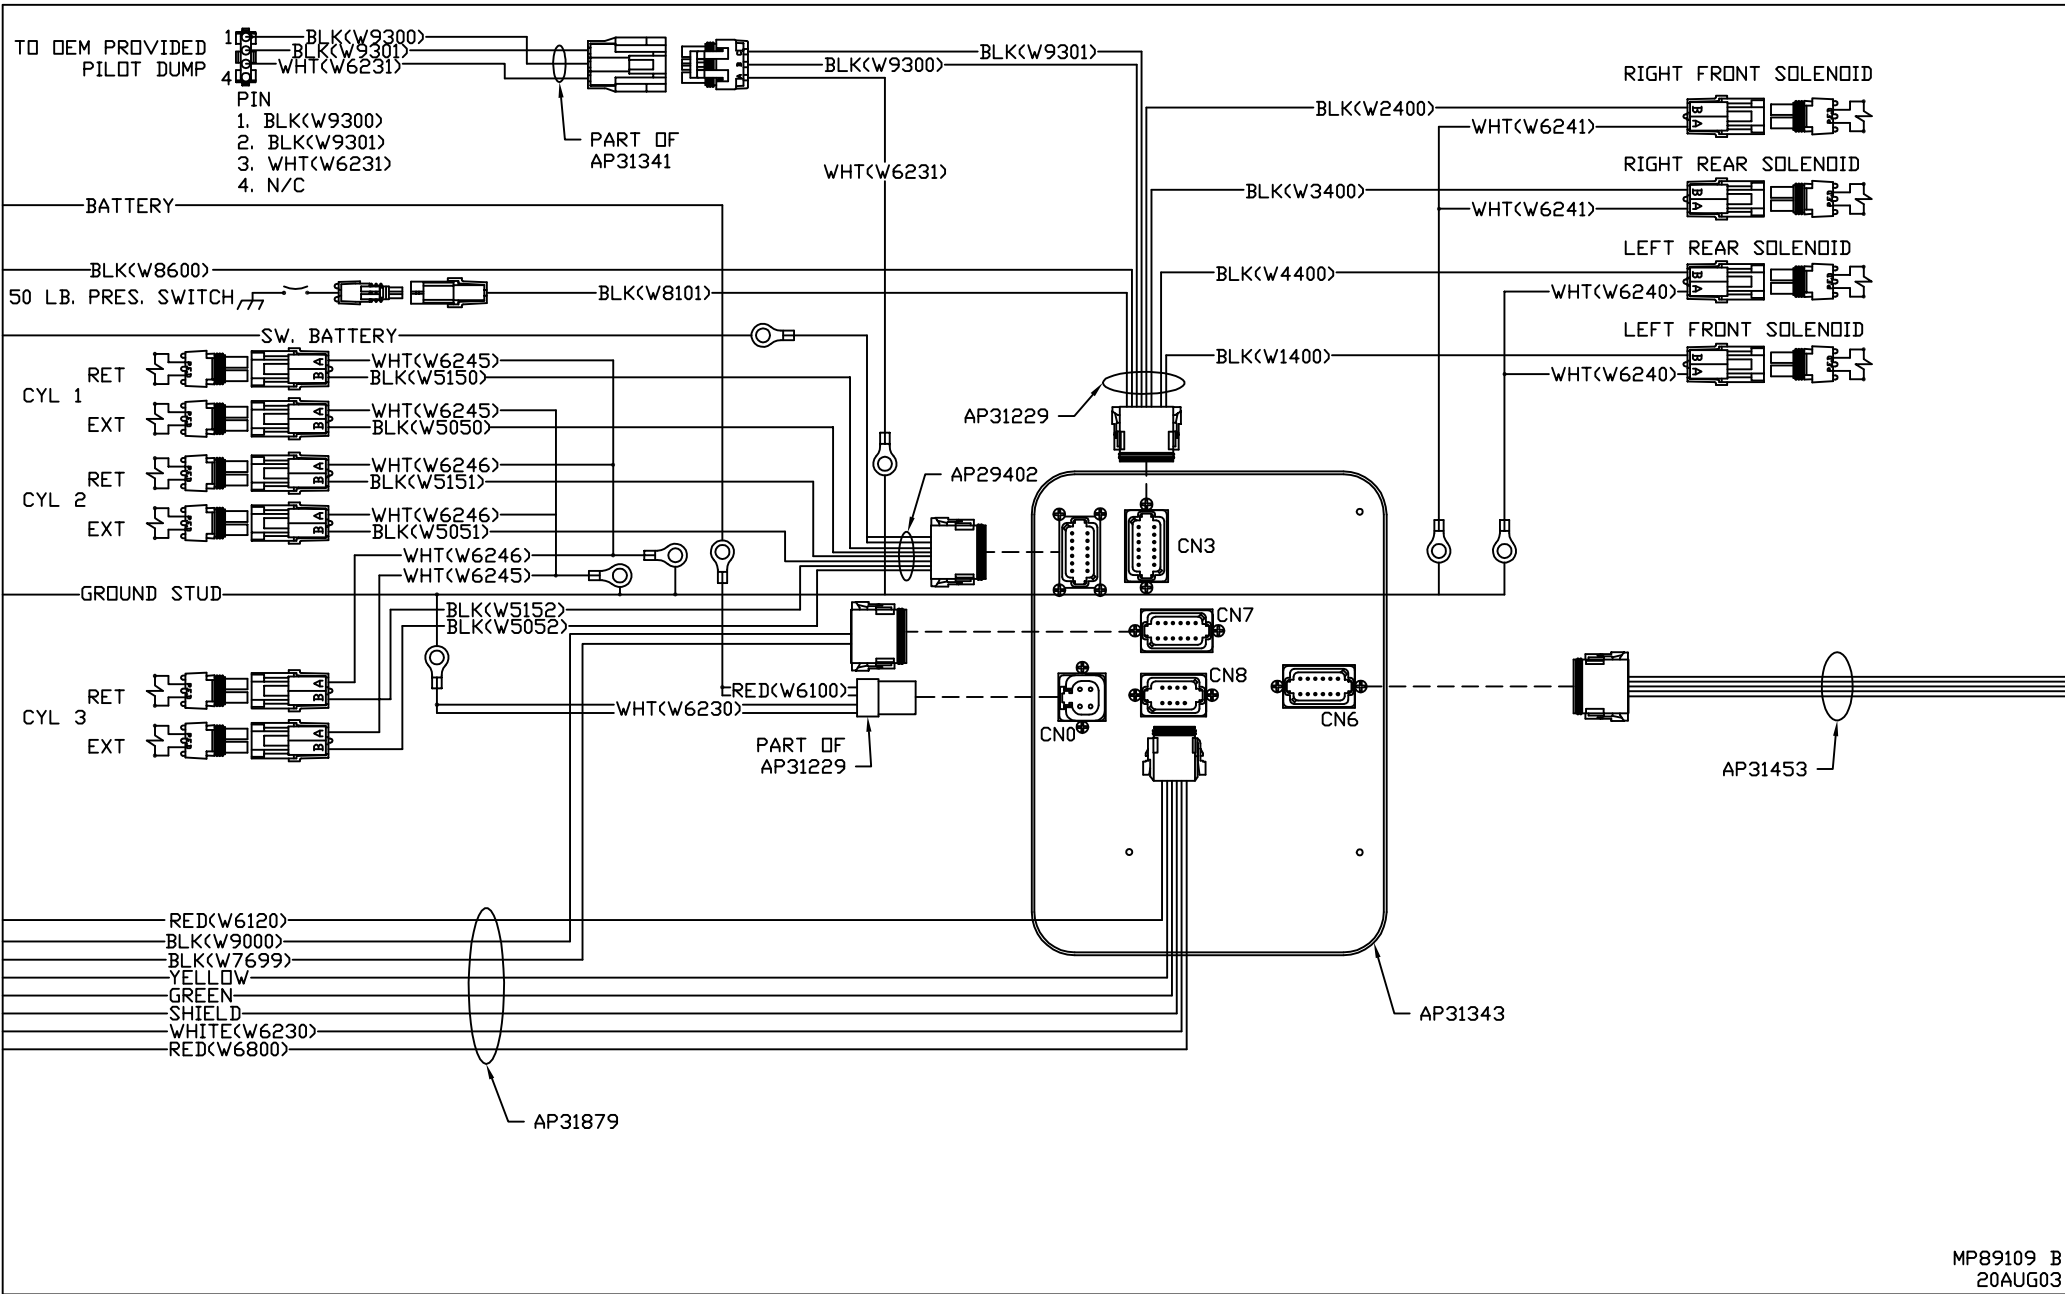 TO OEM PROVIDED
PILOT DUMP
1
4
BLK(W9300)
BLK(W9301)
WHT(W6231)
PIN
1. BLK(W9300)
2. BLK(W9301)
3. WHT(W6231)
4. N/C
PART OF
AP31341
BLK(W9301)
BLK(W9300)
WHT(W6231)
RIGHT FRONT SOLENOID
BLK(W2400)
WHT(W6241)
B
A
RIGHT REAR SOLENOID
BLK(W3400)
WHT(W6241)
B
A
LEFT REAR SOLENOID
BLK(W4400)
WHT(W6240)
B
A
LEFT FRONT SOLENOID
BLK(W1400)
WHT(W6240)
B
A
BATTERY
BLK(W8600)
50 LB. PRES. SWITCH
BLK(W8101)
SW. BATTERY
CYL 1
RET
A
B
WHT(W6245)
BLK(W5150)
EXT
A
B
WHT(W6245)
BLK(W5050)
CYL 2
RET
A
B
WHT(W6246)
BLK(W5151)
EXT
A
B
WHT(W6246)
BLK(W5051)
WHT(W6246)
WHT(W6245)
GROUND STUD
BLK(W5152)
BLK(W5052)
CYL 3
RET
A
B
EXT
A
B
RED(W6100)
WHT(W6230)
PART OF
AP31229
AP31229
AP29402
CN3
CN7
CN8
CN0
CN6
AP31453
AP31343
RED(W6120)
BLK(W9000)
BLK(W7699)
YELLOW
GREEN
SHIELD
WHITE(W6230)
RED(W6800)
AP31879
MP89109 B
20AUG03